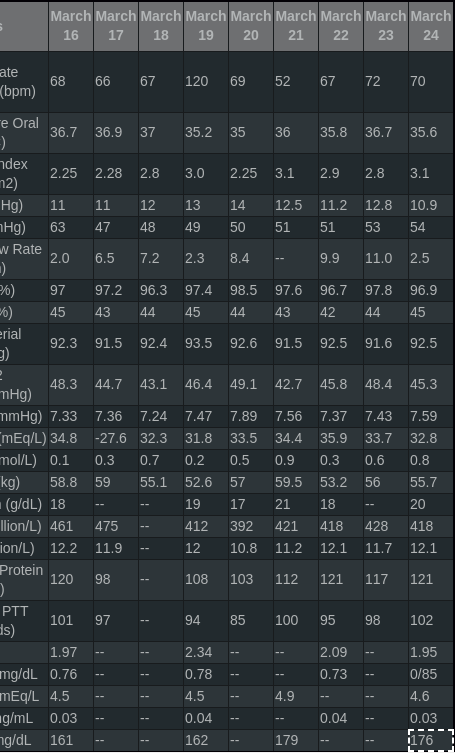 s March 16 March 17 March 18 March 19 March 20 March 21 March 22 March 23 March 24
ate (bpm) 68 66 67 120 69 52 67 72 70
e Oral ) 36.7 36.9 37 35.2 35 36 35.8 36.7 35.6
ndex m2) 2.25 2.28 2.8 3.0 2.25 3.1 2.9 2.8 3.1
Hg) 11 11 12 13 14 12.5 11.2 12.8 10.9
mHg) 63 47 48 49 50 51 51 53 54
w Rate ) 2.0 6.5 7.2 2.3 8.4 -- 9.9 11.0 2.5
%) 97 97.2 96.3 97.4 98.5 97.6 96.7 97.8 96.9
%) 45 43 44 45 44 43 42 44 45
erial g) 92.3 91.5 92.4 93.5 92.6 91.5 92.5 91.6 92.5
2 mHg) 48.3 44.7 43.1 46.4 49.1 42.7 45.8 48.4 45.3
mmHg) 7.33 7.36 7.24 7.47 7.89 7.56 7.37 7.43 7.59
(mEq/L) 34.8 -27.6 32.3 31.8 33.5 34.4 35.9 33.7 32.8
mol/L) 0.1 0.3 0.7 0.2 0.5 0.9 0.3 0.6 0.8
kg) 58.8 59 55.1 52.6 57 59.5 53.2 56 55.7
n (g/dL) 18 -- -- 19 17 21 18 -- 20
illion/L) 461 475 -- 412 392 421 418 428 418
ion/L) 12.2 11.9 -- 12 10.8 11.2 12.1 11.7 12.1
Protein ) 120 98 -- 108 103 112 121 117 121
PTT ds) 101 97 -- 94 85 100 95 98 102
1.97 -- -- 2.34 -- -- 2.09 -- 1.95
mg/dL 0.76 -- -- 0.78 -- -- 0.73 -- 0/85
mEq/L 4.5 -- -- 4.5 -- 4.9 -- -- 4.6
ng/mL 0.03 -- -- 0.04 -- -- 0.04 -- 0.03
mg/dL 161 -- -- 162 -- 179 -- -- 176